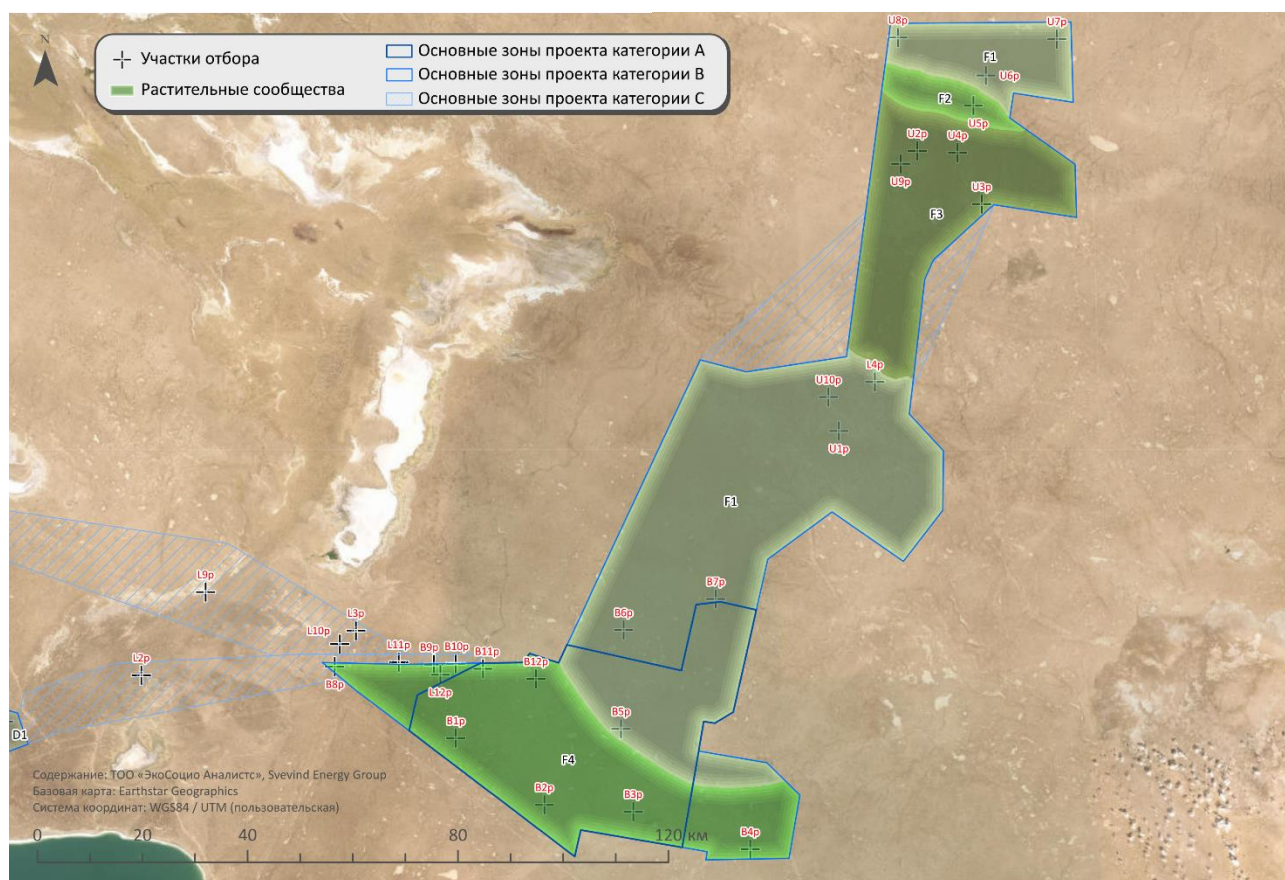 N
Участки отбора
Растительные сообщества
Основные зоны проекта категории А
Основные зоны проекта категории В
Основные зоны проекта категории С
U8p
U7p
F1
U6p
F2
U5p
U2p
U4p
U9p
U3p
F3
L4p
U10p
U1p
F1
B7p
B6p
L9p
L3p
L10p
L11p
B9p
B10p
B11p
B12p
L2p
B8p
L12p
B5p
D1
B1p
F4
B2p
B3p
B4p
Содержание: ТОО «ЭкоСоцио Аналистс», Svevind Energy Group
Базовая карта: Earthstar Geographics
Система координат: WGS84 / UTM (пользовательская)
0 20 40 80 120 км